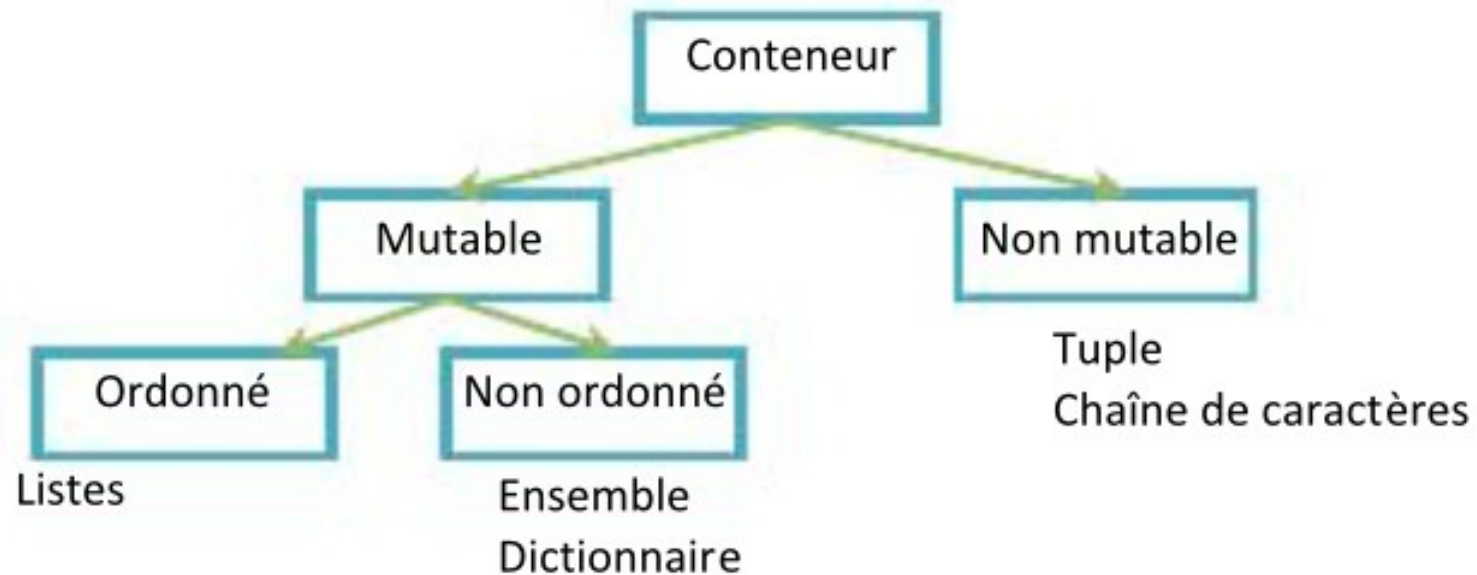 Conteneur
Mutable
Non mutable
Ordonné
Non ordonné
Tuple
Chaîne de caractères
Listes
Ensemble
Dictionnaire